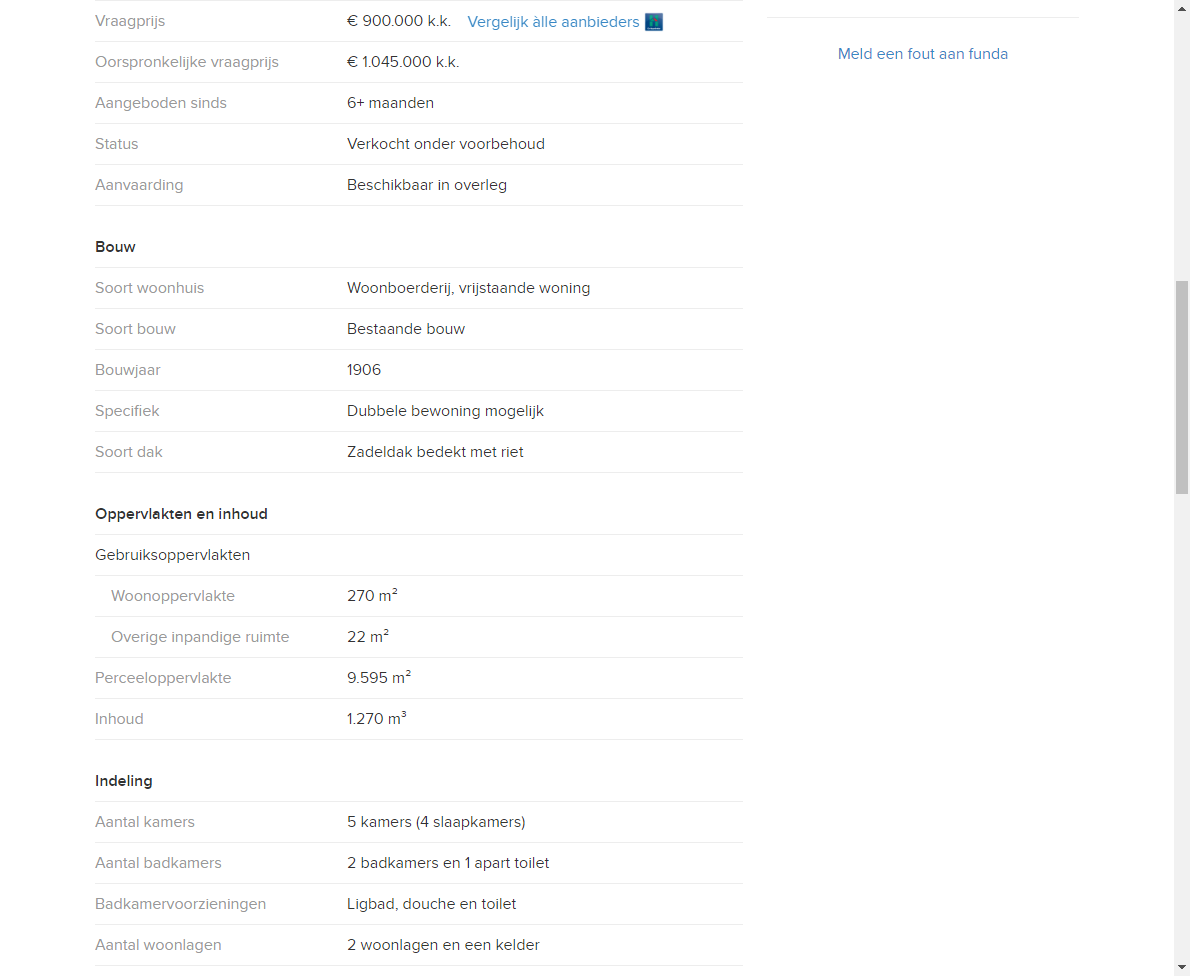 Vraagprijs € 900.000 k.k. Vergelijk àlle aanbieders
Meld een fout aan funda
Oorspronkelijke vraagprijs € 1.045.000 k.k.
Aangeboden sinds 6+ maanden
Status Verkocht onder voorbehoud
Aanvaarding Beschikbaar in overleg
Bouw
Soort woonhuis Woonboerderij, vrijstaande woning
Soort bouw Bestaande bouw
Bouwjaar 1906
Specifiek Dubbele bewoning mogelijk
Soort dak Zadeldak bedekt met riet
Oppervlakten en inhoud
Gebruiksoppervlakten
Woonoppervlakte 270 m²
Overige inpandige ruimte 22 m²
Perceeloppervlakte 9.595 m²
Inhoud 1.270 m³
Indeling
Aantal kamers 5 kamers (4 slaapkamers)
Aantal badkamers 2 badkamers en 1 apart toilet
Badkamervoorzieningen Ligbad, douche en toilet
Aantal woonlagen 2 woonlagen en een kelder